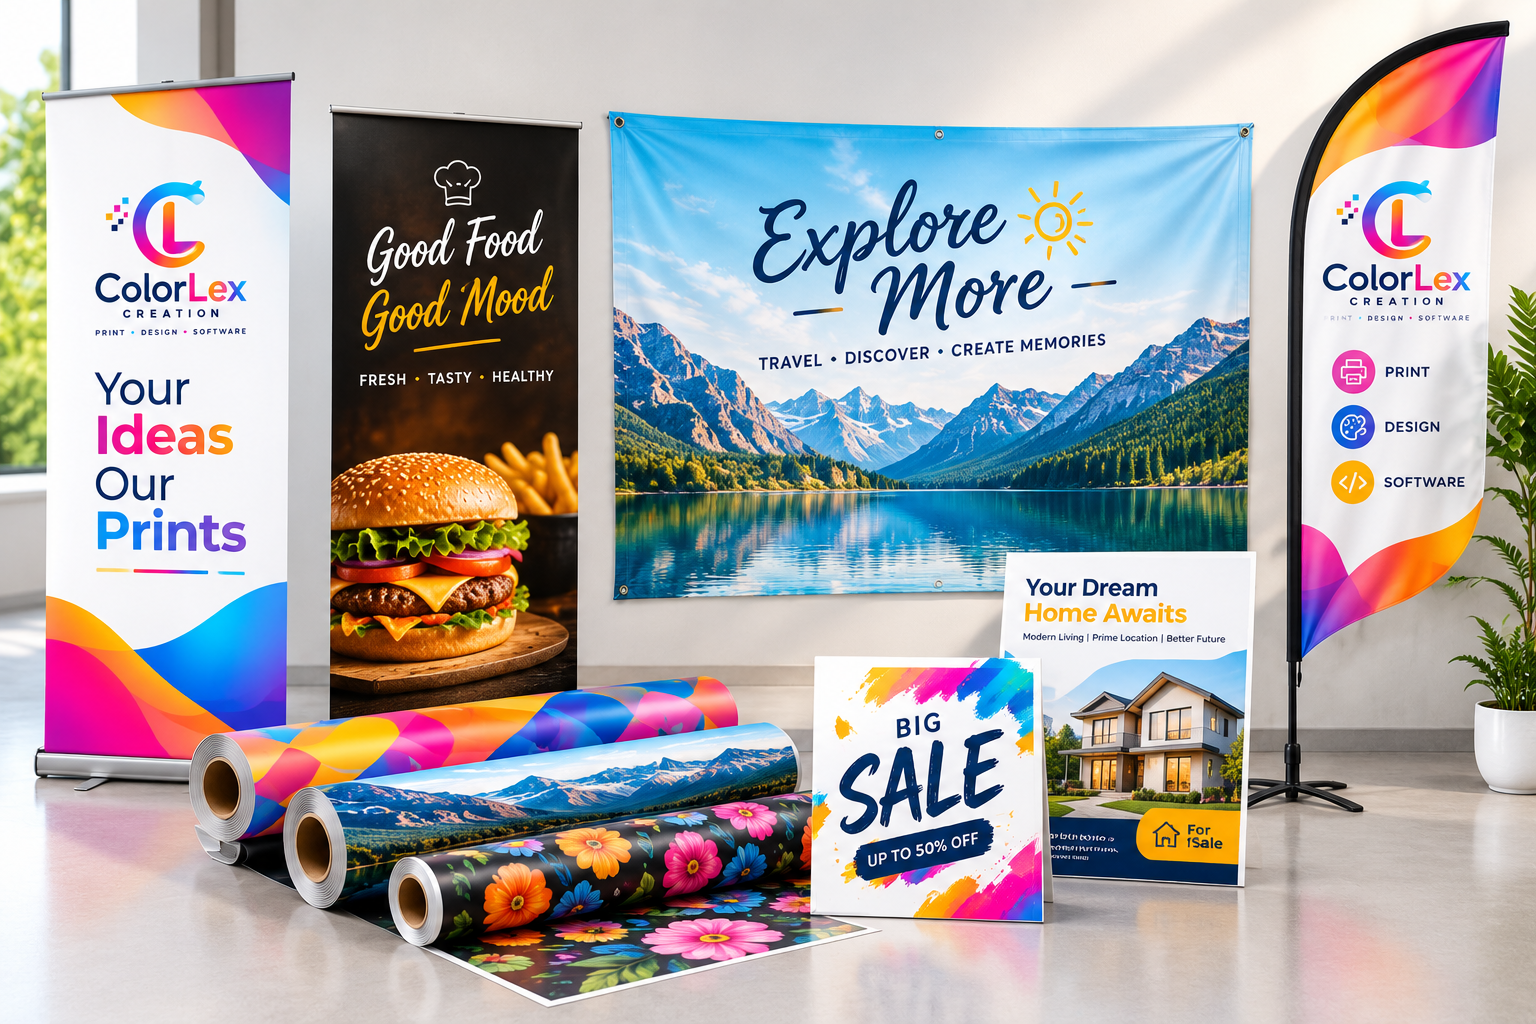 ColorLex
CREATION
PRINT • DESIGN • SOFTWARE
Your
Ideas
Our
Prints
Good Food
Good Mood
FRESH • TASTY • HEALTHY
Explore
More
TRAVEL • DISCOVER • CREATE MEMORIES
ColorLex
CREATION
PRINT • DESIGN • SOFTWARE
PRINT
DESIGN
SOFTWARE
Your Dream
Home Awaits
Modern Living | Prime Location | Better Future
For
Sale
BIG
SALE
UP TO 50% OFF